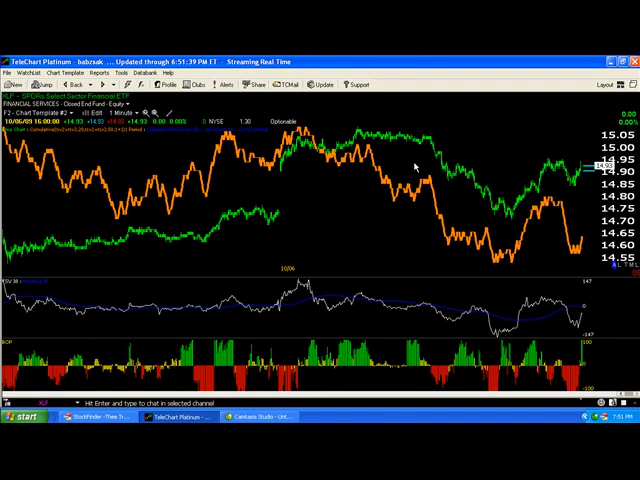 TeleChart Platinum - babzsak ... Updated through 6:51:39 PM ET - Streaming Real Time
File WatchList Chart Template Reports Tools Databank Help
New Jump Back Profile Clubs Alerts Share TCMail Update Support Layout
XLF - SPDRs Select Sector Financial ETF
FINANCIAL SERVICES - Closed End Fund - Equity
0.00
F2 - Chart Template #2 Edit 1 Minute
0.00%
10/06/09 16:00:00 +14.93 +14.93 +14.93 +14.93 0 NYSE 1.30 Optionable
15.05
15.00
14.95
14.93
14.90
14.85
14.80
14.75
14.70
14.65
14.60
14.55
10/06
A L T M L
147
0
-147
BOP
100
0
-100
XLF Hit Enter and type to chat in selected channel
start StockFinder -Thee Tr... TeleChart Platinum - ... Camtasia Studio - Unt... 7:51 PM